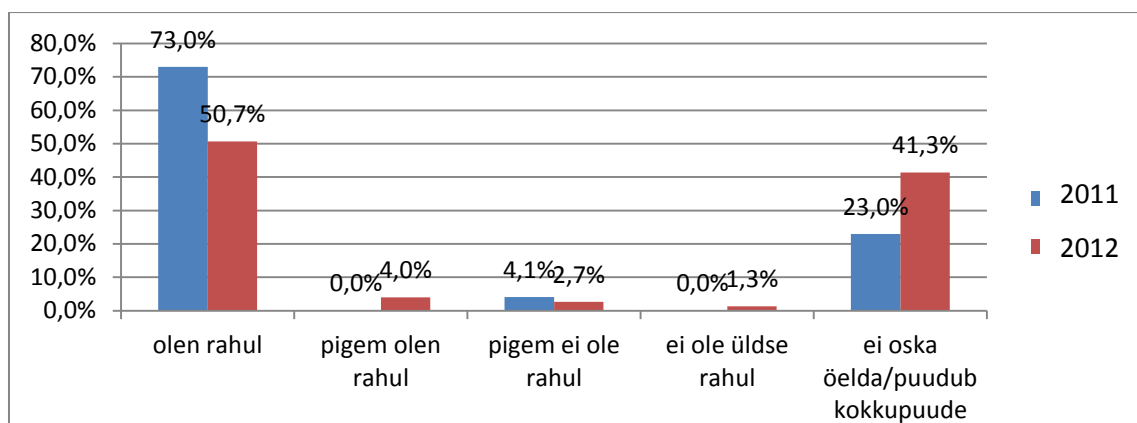 80,0%
70,0%
60,0%
50,0%
40,0%
30,0%
20,0%
10,0%
0,0%
73,0%
50,7%
0,0%
4,0%
4,1%
2,7%
0,0%
1,3%
23,0%
41,3%
olen rahul
pigem olen
rahul
pigem ei ole
rahul
ei ole üldse
rahul
ei oska
öelda/puudub
kokkupuude
2011
2012